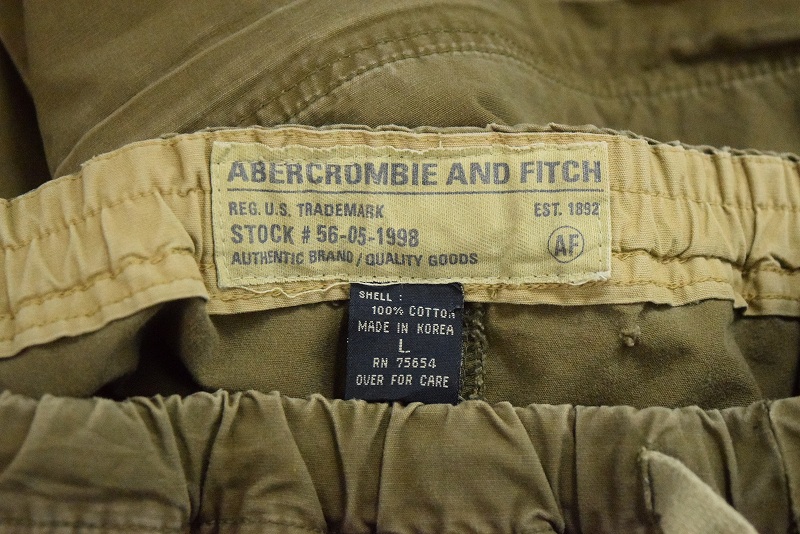 ABERCROMBIE AND FITCH
REG. U.S. TRADEMARK EST. 1892
STOCK # 56-05-1998
AUTHENTIC BRAND / QUALITY GOODS AF
SHELL :
100% COTTON
MADE IN KOREA
L
RN 75654
OVER FOR CARE